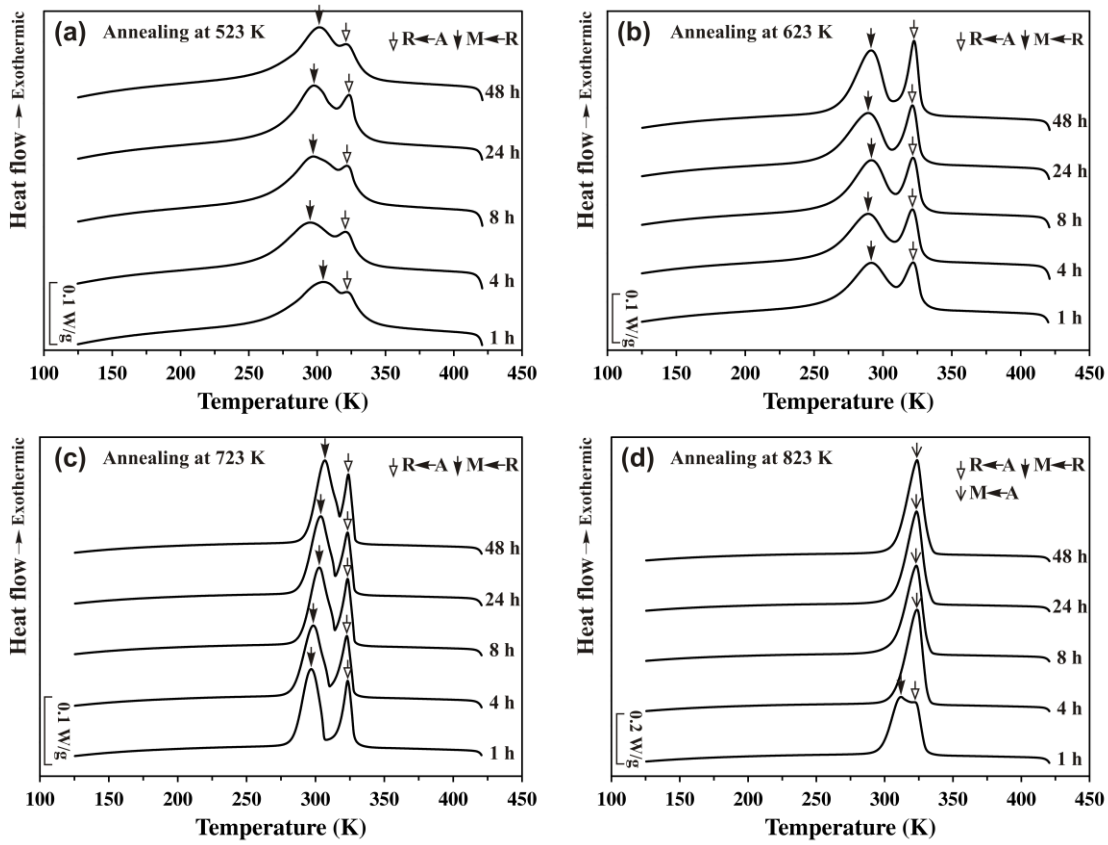 (a) Annealing at 523 K
R←A M←R
48 h
24 h
8 h
4 h
1 h
0.1 W/g
Heat flow → Exothermic
100 150 200 250 300 350 400 450
Temperature (K)
(b) Annealing at 623 K
R←A M←R
48 h
24 h
8 h
4 h
1 h
0.1 W/g
Heat flow → Exothermic
100 150 200 250 300 350 400 450
Temperature (K)
(c) Annealing at 723 K
R←A M←R
48 h
24 h
8 h
4 h
1 h
0.1 W/g
Heat flow → Exothermic
100 150 200 250 300 350 400 450
Temperature (K)
(d) Annealing at 823 K
R←A M←R
M←A
48 h
24 h
8 h
4 h
1 h
0.2 W/g
Heat flow → Exothermic
100 150 200 250 300 350 400 450
Temperature (K)